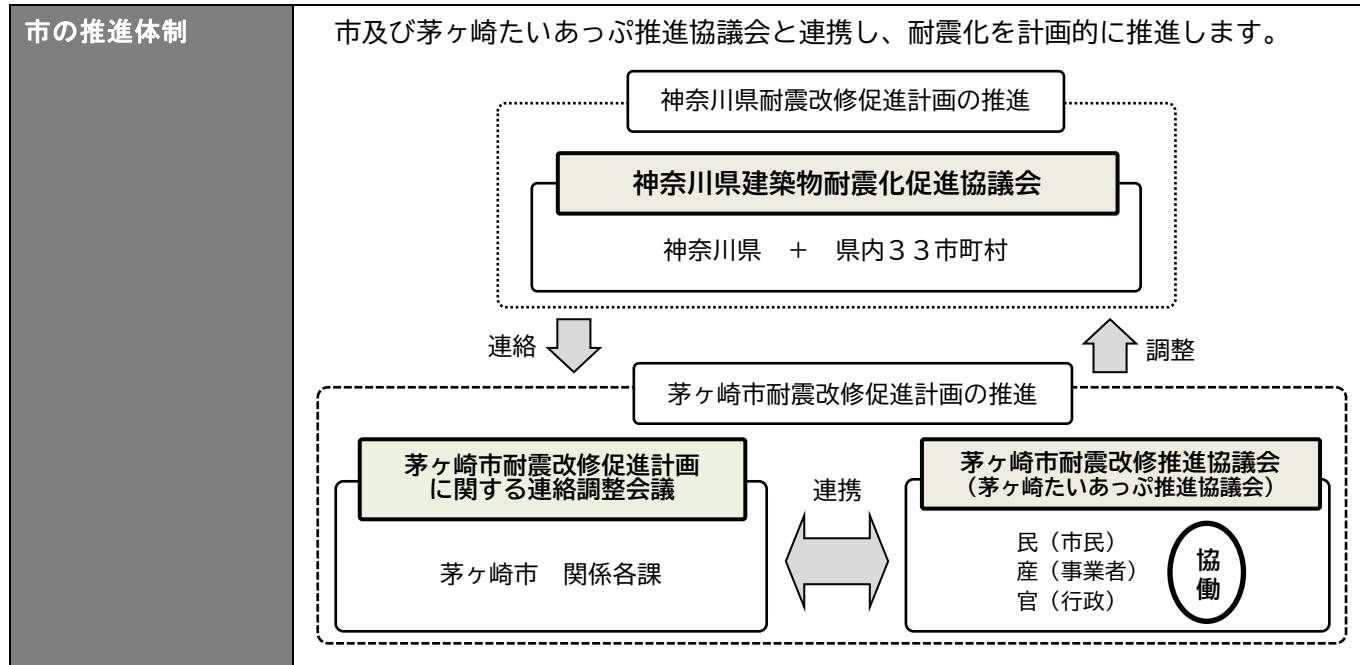 市の推進体制
市及び茅ヶ崎たいあっぷ推進協議会と連携し、耐震化を計画的に推進します。
神奈川県耐震改修促進計画の推進
神奈川県建築物耐震化促進協議会
神奈川県　＋　県内３３市町村
連絡
調整
茅ヶ崎市耐震改修促進計画の推進
茅ヶ崎市耐震改修促進計画
に関する連絡調整会議
茅ヶ崎市　関係各課
連携
茅ヶ崎市耐震改修推進協議会
（茅ヶ崎たいあっぷ推進協議会）
民（市民）
産（事業者）
官（行政）
協
働